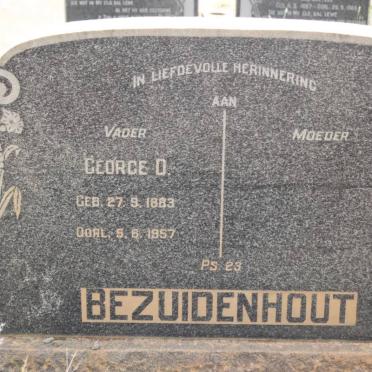 IN LIEFDEVOLLE HERINNERING
AAN
VADER
GEORGE D.
GEB. 27. 9. 1883
OORL. 5. 6. 1957
MOEDER
PS. 23
BEZUIDENHOUT